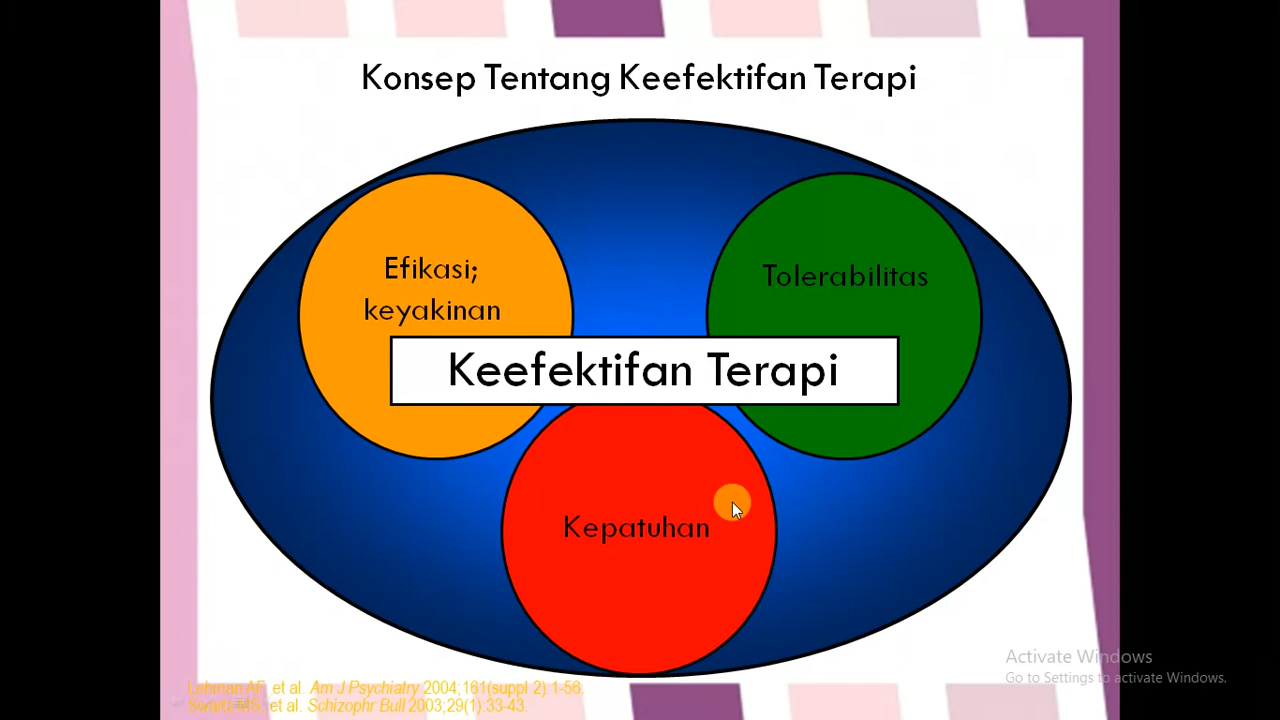 Konsep Tentang Keefektifan Terapi
Efikasi;
keyakinan
Tolerabilitas
Keefektifan Terapi
Kepatuhan
Activate Windows
Go to Settings to activate Windows.
Lehman AF, et al. Am J Psychiatry 2004;161(suppl 2):1-56.
Swartz MS, et al. Schizophr Bull 2003;29(1):33-43.